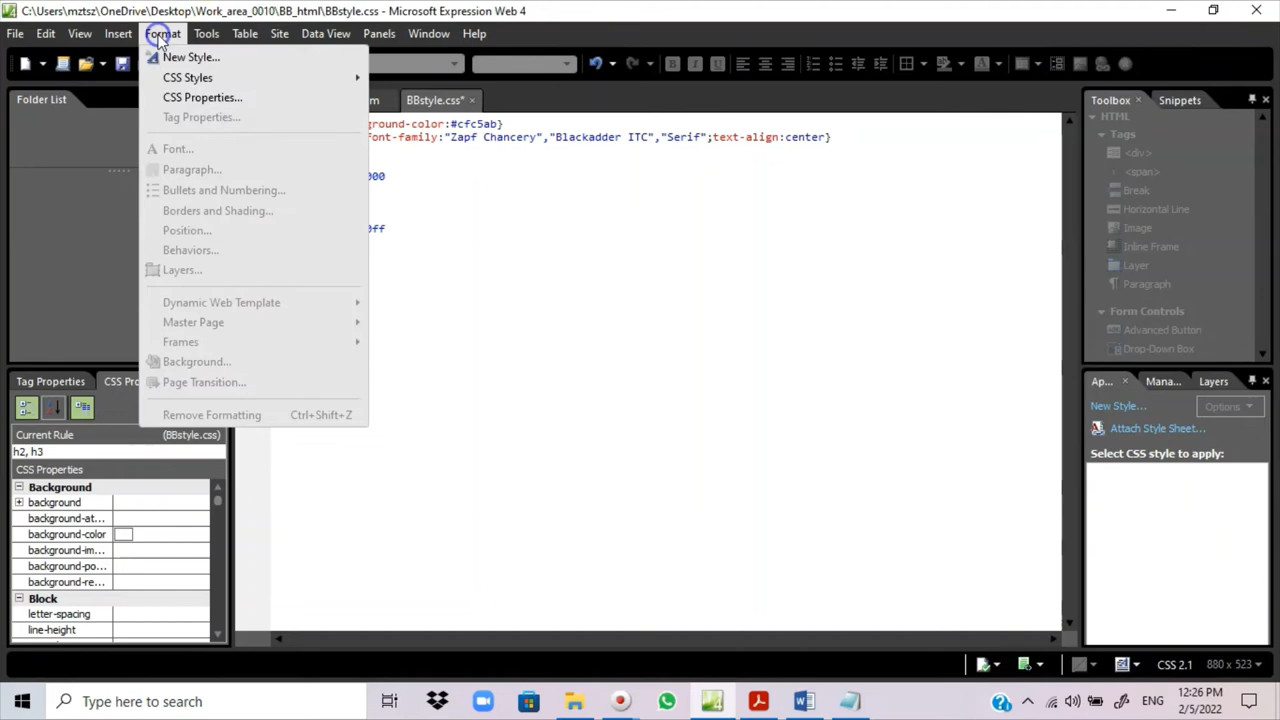 C:\Users\mztsz\OneDrive\Desktop\Work_area_0010\BB_html\BBstyle.css - Microsoft Expression Web 4
File Edit View Insert Format Tools Table Site Data View Panels Window Help
New Style...
CSS Styles
CSS Properties...
Tag Properties...
Font...
Paragraph...
Bullets and Numbering...
Borders and Shading...
Position...
Behaviors...
Layers...
Dynamic Web Template
Master Page
Frames
Background...
Page Transition...
Remove Formatting Ctrl+Shift+Z
Folder List
m BBstyle.css*
ground-color:#cfc5ab}
font-family:"Zapf Chancery","Blackadder ITC","Serif";text-align:center}
000
0ff
Toolbox Snippets
HTML
Tags
<div>
<span>
Break
Horizontal Line
Image
Inline Frame
Layer
Paragraph
Form Controls
Advanced Button
Drop-Down Box
Tag Properties CSS Pro
Current Rule (BBstyle.css)
h2, h3
CSS Properties
Background
background
background-at...
background-color
background-im...
background-po...
background-re...
Block
letter-spacing
line-height
Ap... Mana... Layers
New Style... Options
Attach Style Sheet...
Select CSS style to apply:
CSS 2.1 880 x 523
Type here to search
ENG
12:26 PM
2/5/2022